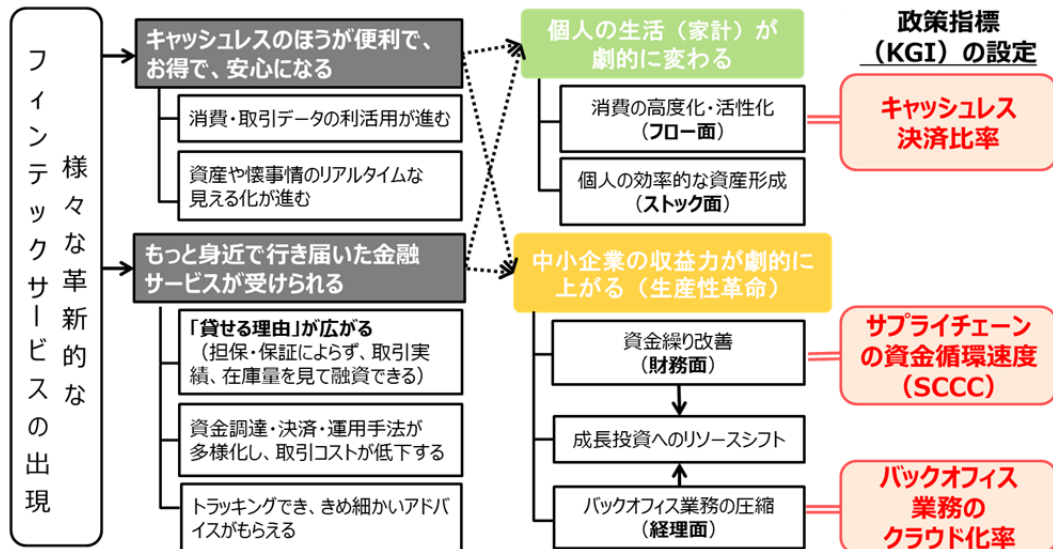 様々な革新的な
フィンテックサービスの出現
キャッシュレスのほうが便利で、
お得で、安心になる
消費・取引データの利活用が進む
資産や懐事情のリアルタイムな
見える化が進む
もっと身近で行き届いた金融
サービスが受けられる
「貸せる理由」が広がる
（担保・保証によらず、取引実
績、在庫量を見て融資できる）
資金調達・決済・運用手法が
多様化し、取引コストが低下する
トラッキングでき、きめ細かいアドバ
イスがもらえる
個人の生活（家計）が
劇的に変わる
消費の高度化・活性化
（フロー面）
個人の効率的な資産形成
（ストック面）
中小企業の収益力が劇的に
上がる（生産性革命）
資金繰り改善
（財務面）
成長投資へのリソースシフト
バックオフィス業務の圧縮
（経理面）
政策指標
（KGI）の設定
キャッシュレス
決済比率
サプライチェーン
の資金循環速度
（SCCC）
バックオフィス
業務の
クラウド化率